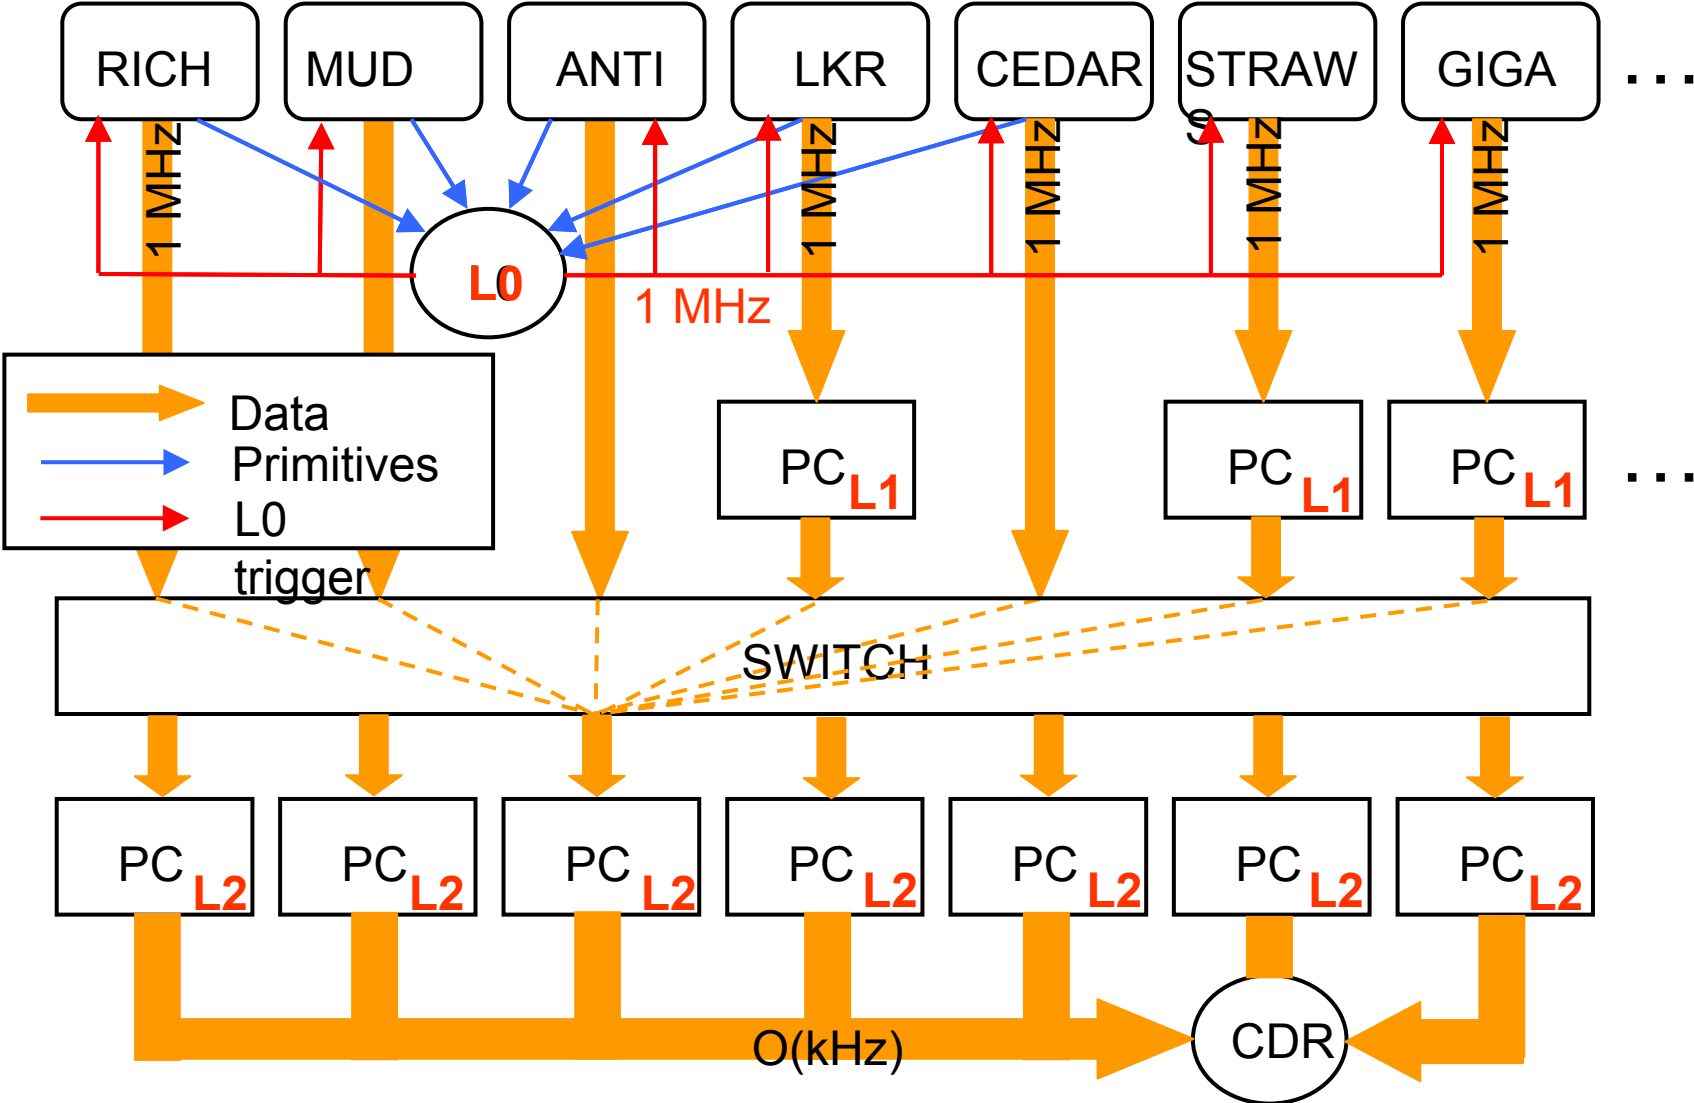 RICH
MUD
ANTI
LKR
CEDAR
STRAW
S
GIGA
...
1 MHz
1 MHz
1 MHz
1 MHz
1 MHz
L0
1 MHz
Data
Primitives
L0
trigger
PC L1
PC L1
PC L1
...
SWITCH
PC L2
PC L2
PC L2
PC L2
PC L2
PC L2
PC L2
O(kHz)
CDR